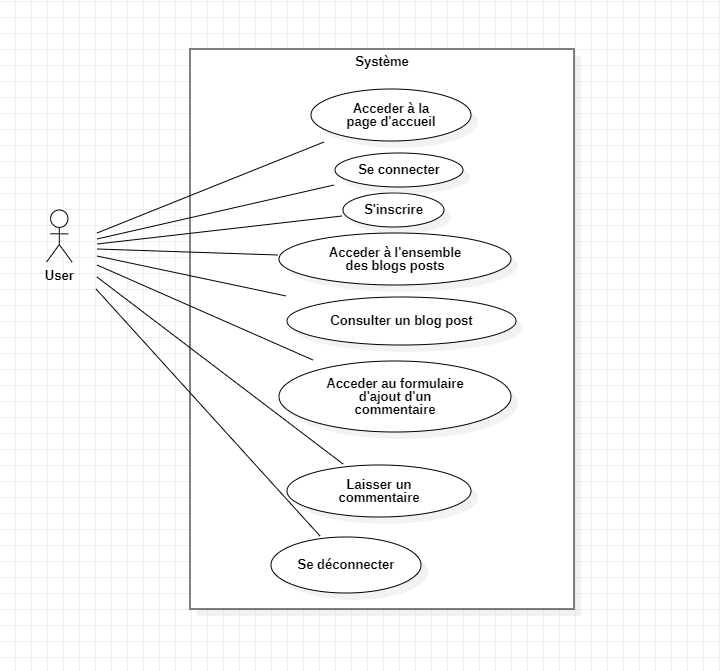 Système
Acceder à la
page d'accueil
Se connecter
S'inscrire
Acceder à l'ensemble
des blogs posts
User
Consulter un blog post
Acceder au formulaire
d'ajout d'un
commentaire
Laisser un
commentaire
Se déconnecter